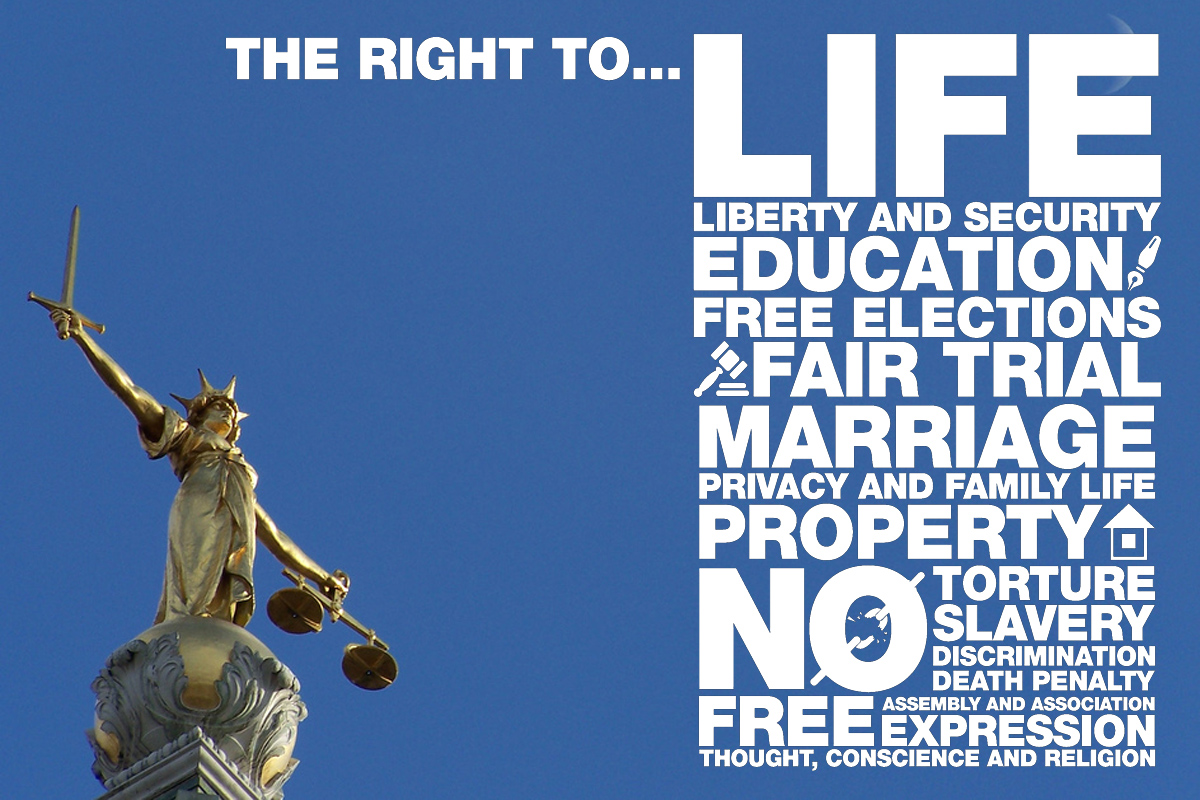 THE RIGHT TO...
LIFE
LIBERTY AND SECURITY
EDUCATION
FREE ELECTIONS
FAIR TRIAL
MARRIAGE
PRIVACY AND FAMILY LIFE
PROPERTY
NO
TORTURE
SLAVERY
DISCRIMINATION
DEATH PENALTY
FREE
ASSEMBLY AND ASSOCIATION
EXPRESSION
THOUGHT, CONSCIENCE AND RELIGION